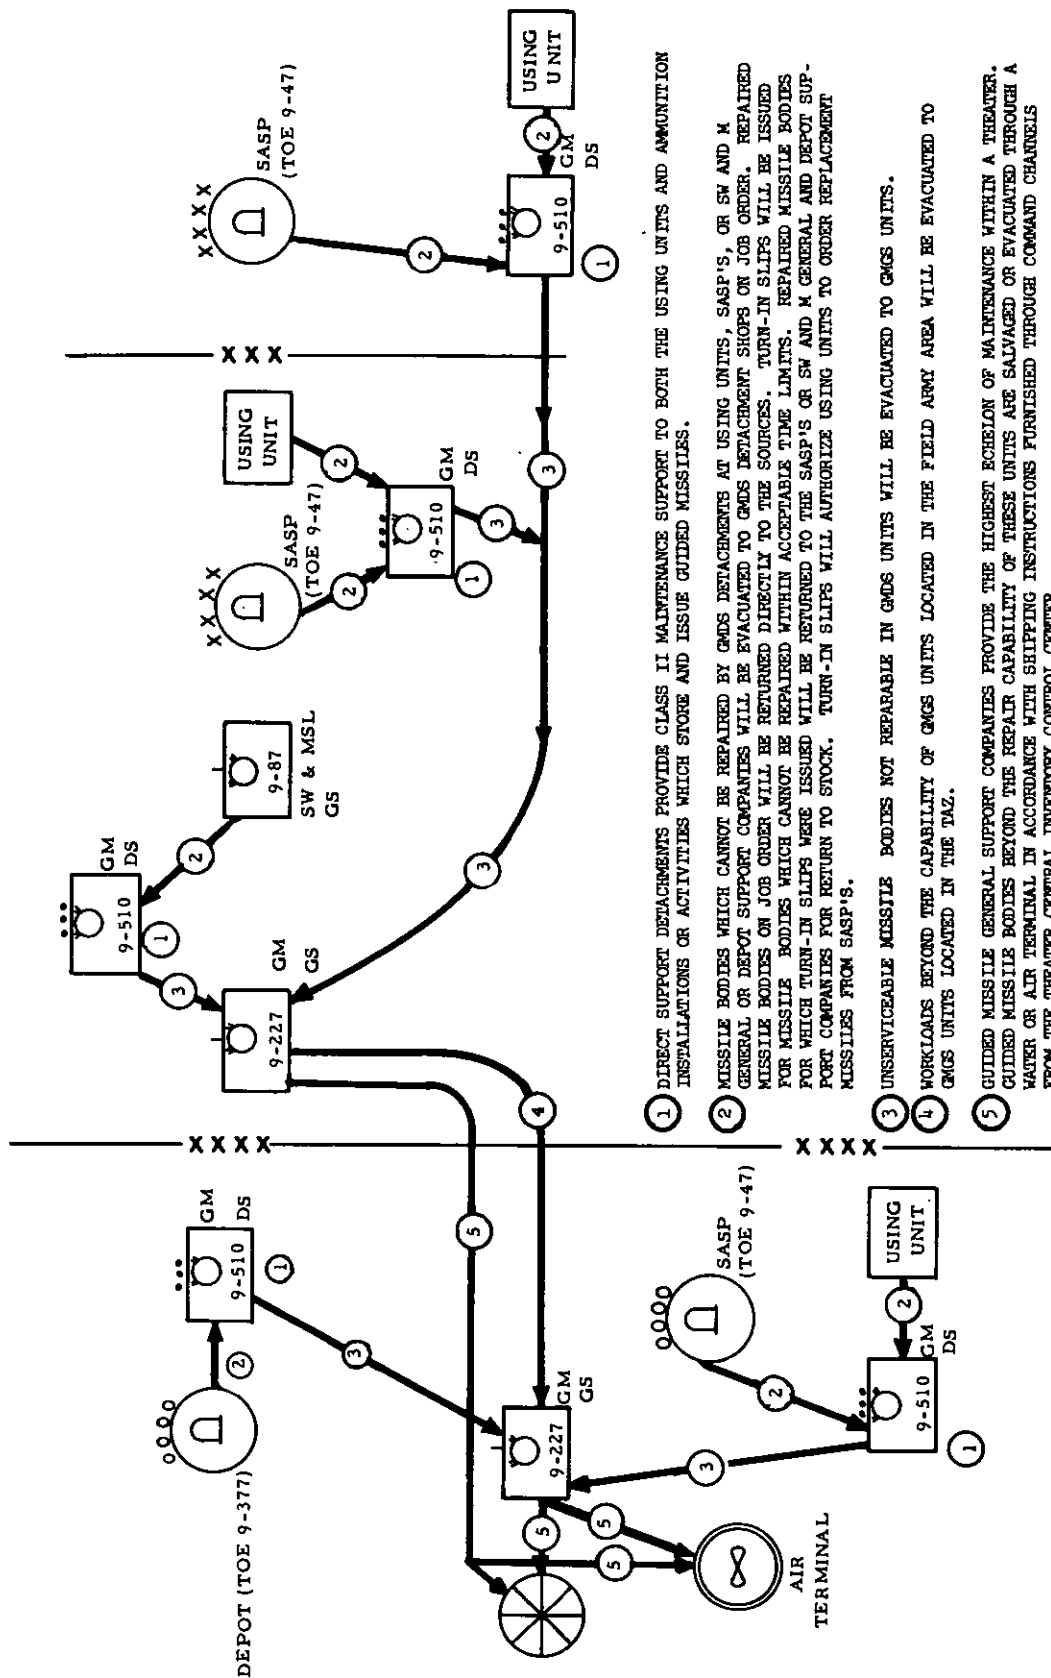 DEPOT (TOE 9-377)
2
GM
DS
9-510
1
3
XXXX
GM
DS
9-510
1
2
9-87
SW & MSL
GS
3
9-227
GM
GS
XXXX
SASP
(TOE 9-47)
USING
UNIT
2
2
9-510
GM
DS
1
3
XXX
XXXX
SASP
(TOE 9-47)
2
USING
UNIT
2
GM
DS
9-510
1
3
3
5
4
GM
GS
9-227
5
5
5
AIR
TERMINAL
3
SASP
(TOE 9-47)
2
USING
UNIT
2
GM
DS
9-510
1
XXXX
1 DIRECT SUPPORT DETACHMENTS PROVIDE CLASS II MAINTENANCE SUPPORT TO BOTH THE USING UNITS AND AMMUNITION
INSTALLATIONS OR ACTIVITIES WHICH STORE AND ISSUE GUIDED MISSILES.
2 MISSILE BODIES WHICH CANNOT BE REPAIRED BY GMDS DETACHMENTS AT USING UNITS, SASP'S, OR SW AND M
GENERAL OR DEPOT SUPPORT COMPANIES WILL BE EVACUATED TO GMDS DETACHMENT SHOPS ON JOB ORDER. REPAIRED
MISSILE BODIES ON JOB ORDER WILL BE RETURNED DIRECTLY TO THE SOURCES. TURN-IN SLIPS WILL BE ISSUED
FOR MISSILE BODIES WHICH CANNOT BE REPAIRED WITHIN ACCEPTABLE TIME LIMITS. REPAIRED MISSILE BODIES
FOR WHICH TURN-IN SLIPS WERE ISSUED WILL BE RETURNED TO THE SASP'S OR SW AND M GENERAL AND DEPOT SUP-
PORT COMPANIES FOR RETURN TO STOCK. TURN-IN SLIPS WILL AUTHORIZE USING UNITS TO ORDER REPLACEMENT
MISSILES FROM SASP'S.
3 UNSERVICEABLE MISSILE BODIES NOT REPARABLE IN GMDS UNITS WILL BE EVACUATED TO GMGS UNITS.
4 WORKLOADS BEYOND THE CAPABILITY OF GMGS UNITS LOCATED IN THE FIELD ARMY AREA WILL BE EVACUATED TO
GMGS UNITS LOCATED IN THE TAZ.
5 GUIDED MISSILE GENERAL SUPPORT COMPANIES PROVIDE THE HIGHEST ECHELON OF MAINTENANCE WITHIN A THEATER.
GUIDED MISSILE BODIES BEYOND THE REPAIR CAPABILITY OF THESE UNITS ARE SALVAGED OR EVACUATED THROUGH A
WATER OR AIR TERMINAL IN ACCORDANCE WITH SHIPPING INSTRUCTIONS FURNISHED THROUGH COMMAND CHANNELS
FROM THE THEATER CENTRAL INVENTORY CONTROL CENTER